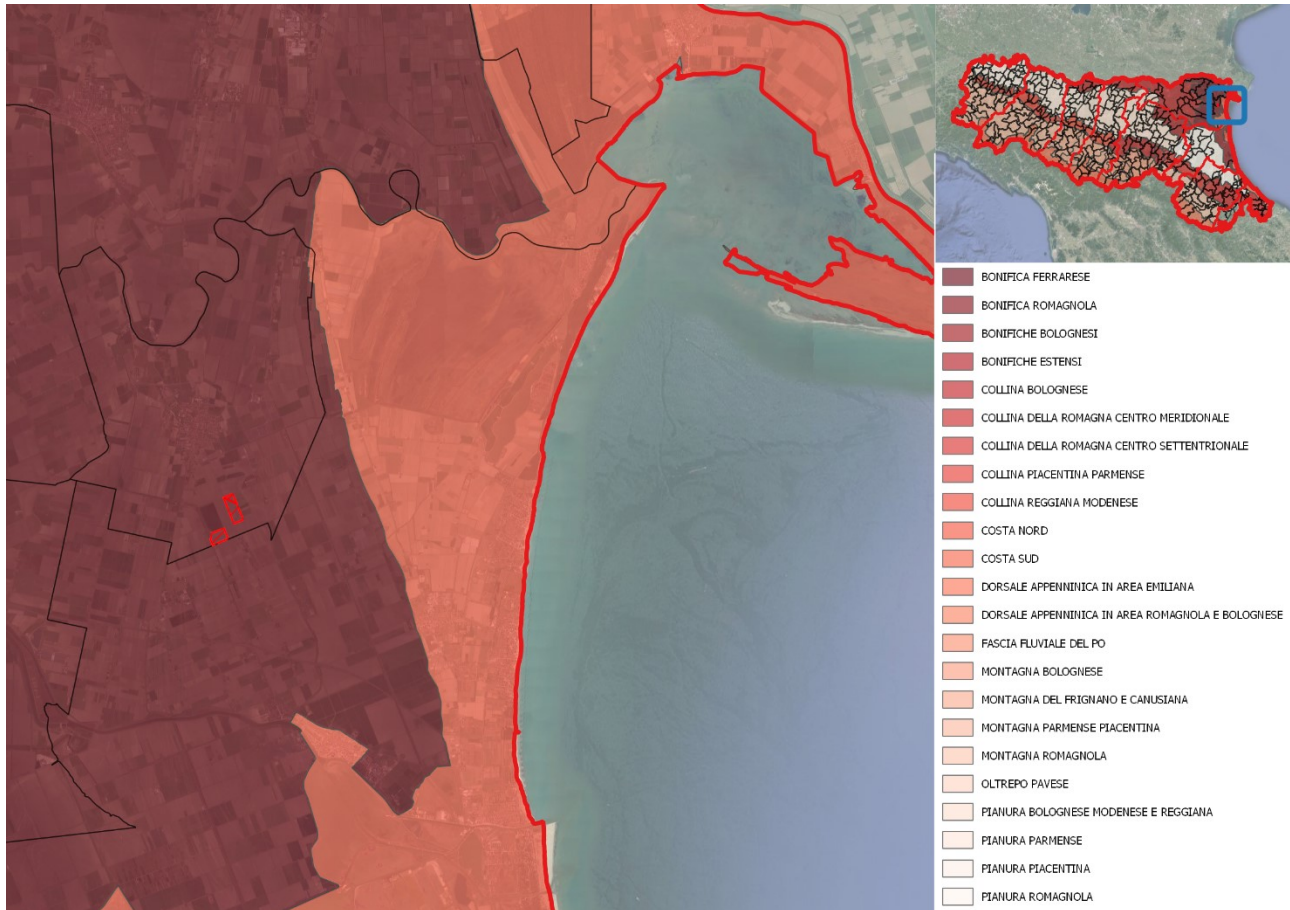 BONIFICA FERRARESE
BONIFICA ROMAGNOLA
BONIFICHE BOLOGNESI
BONIFICHE ESTENSI
COLLINA BOLOGNESE
COLLINA DELLA ROMAGNA CENTRO MERIDIONALE
COLLINA DELLA ROMAGNA CENTRO SETTENTRIONALE
COLLINA PIACENTINA PARMENSE
COLLINA REGGIANA MODENESE
COSTA NORD
COSTA SUD
DORSALE APPENNINICA IN AREA EMILIANA
DORSALE APPENNINICA IN AREA ROMAGNOLA E BOLOGNESE
FASCIA FLUVIALE DEL PO
MONTAGNA BOLOGNESE
MONTAGNA DEL FRIGNANO E CANUSIANA
MONTAGNA PARMENSE PIACENTINA
MONTAGNA ROMAGNOLA
OLTREPO PAVESE
PIANURA BOLOGNESE MODENESE E REGGIANA
PIANURA PARMENSE
PIANURA PIACENTINA
PIANURA ROMAGNOLA